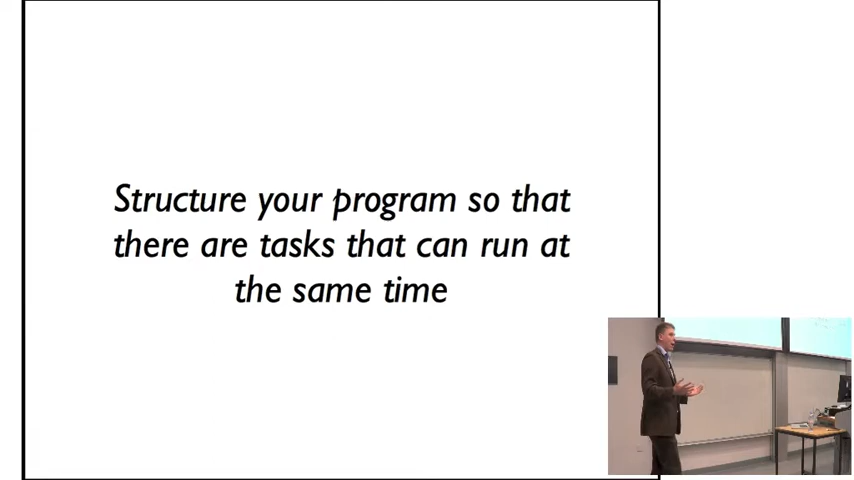 Structure your program so that
there are tasks that can run at
the same time